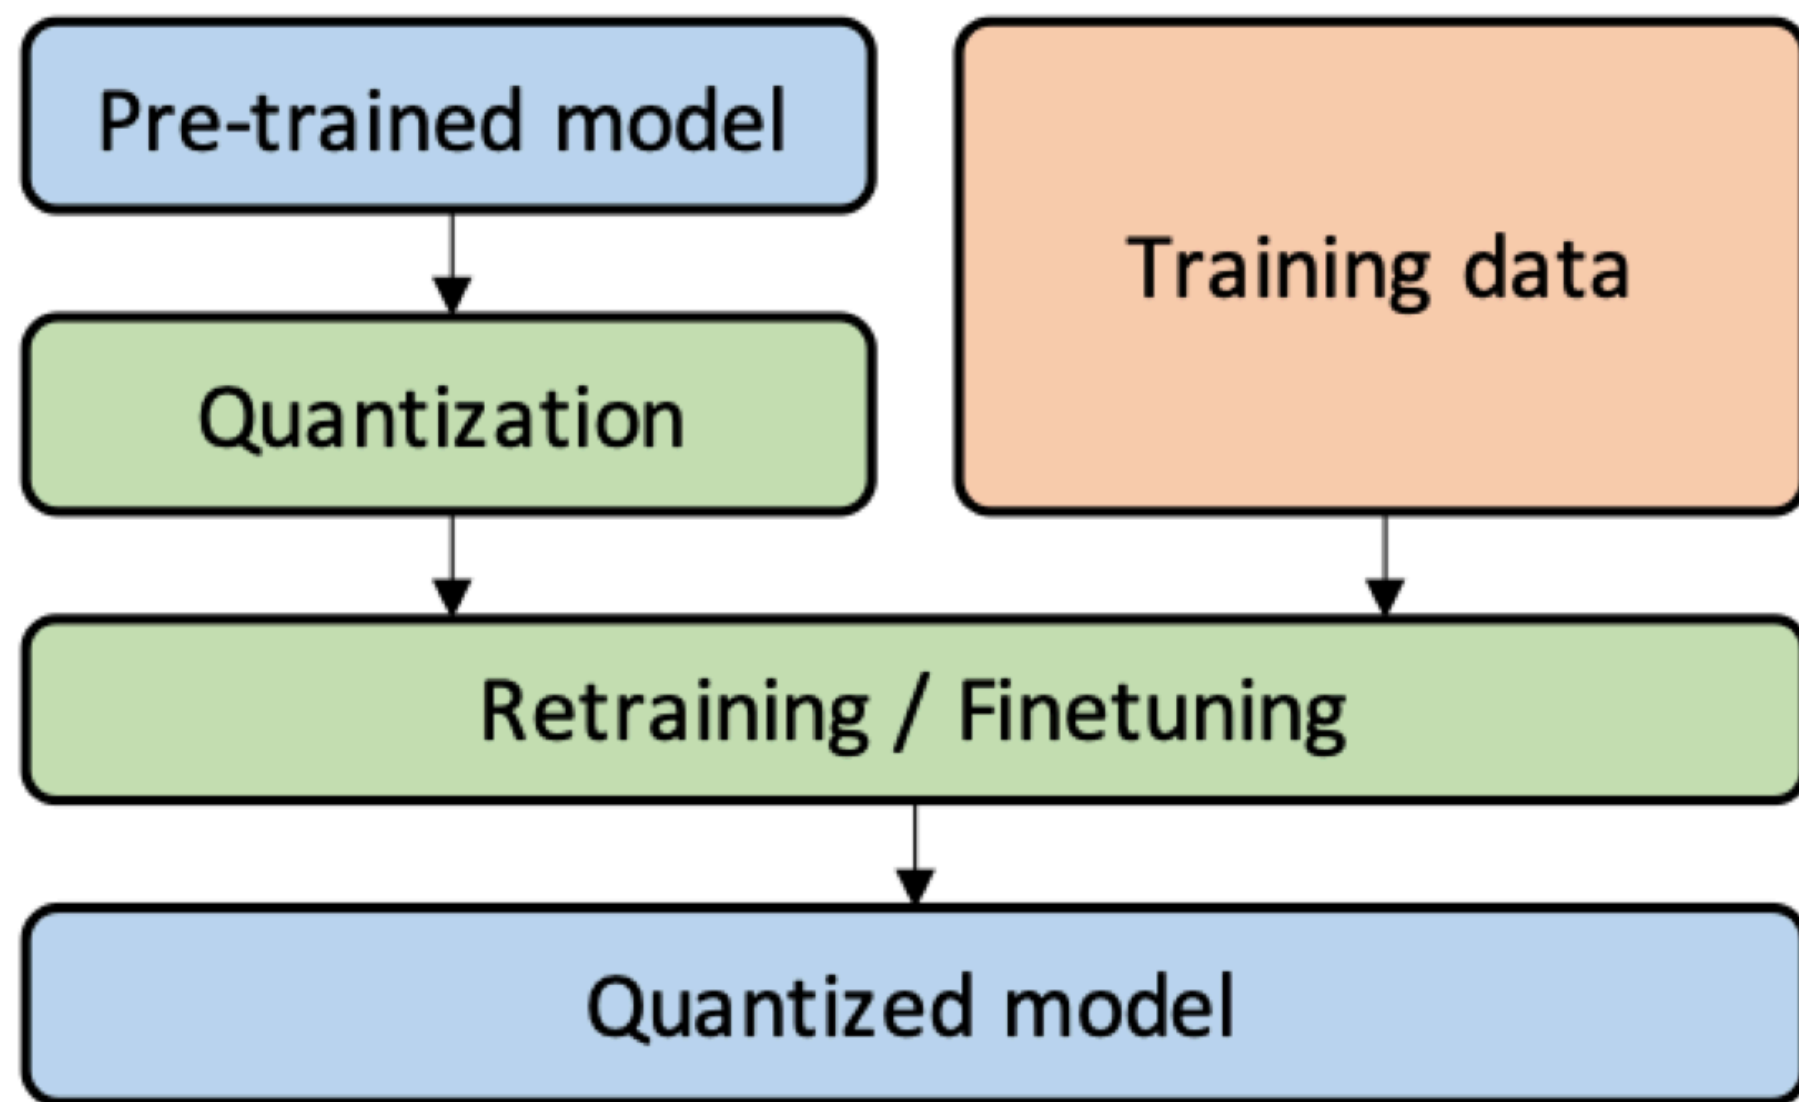 Pre-trained model
Training data
Quantization
Retraining / Finetuning
Quantized model